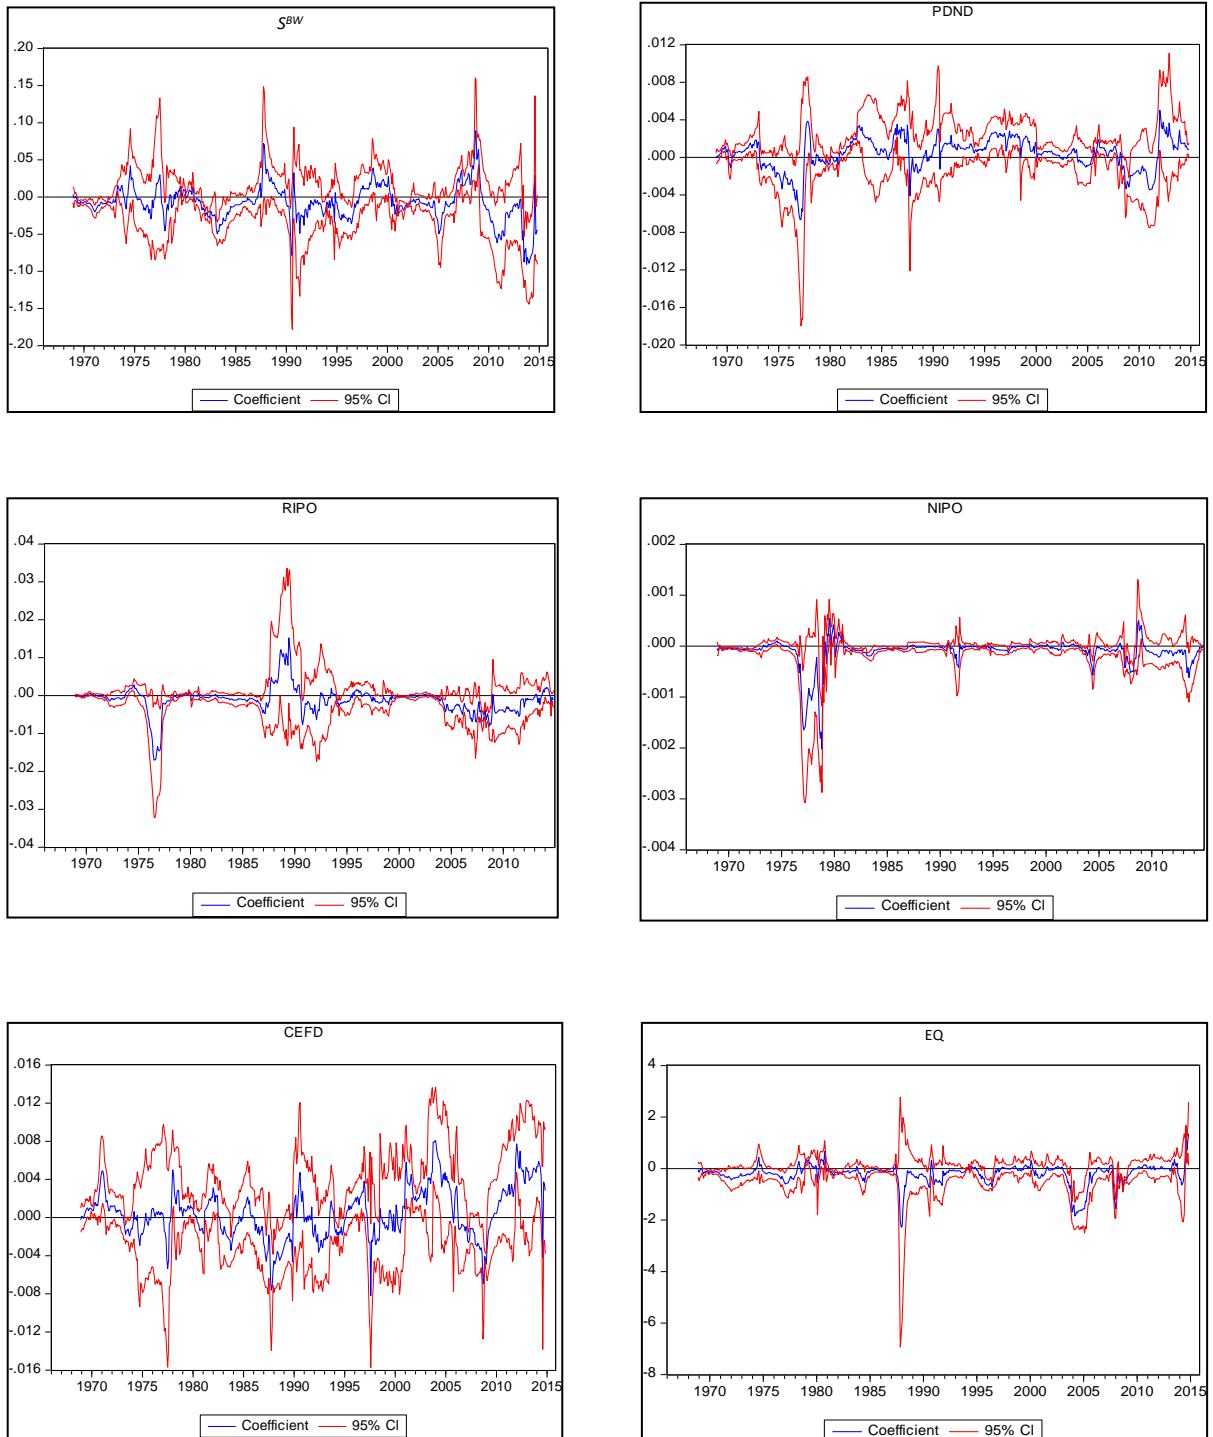 S^BW
.20
.15
.10
.05
.00
-.05
-.10
-.15
-.20
1970 1975 1980 1985 1990 1995 2000 2005 2010 2015
Coefficient 95% CI
PDND
.012
.008
.004
.000
-.004
-.008
-.012
-.016
-.020
1970 1975 1980 1985 1990 1995 2000 2005 2010 2015
Coefficient 95% CI
RIPO
.04
.03
.02
.01
.00
-.01
-.02
-.03
-.04
1970 1975 1980 1985 1990 1995 2000 2005 2010
Coefficient 95% CI
NIPO
.002
.001
.000
-.001
-.002
-.003
-.004
1970 1975 1980 1985 1990 1995 2000 2005 2010
Coefficient 95% CI
CEFD
.016
.012
.008
.004
.000
-.004
-.008
-.012
-.016
1970 1975 1980 1985 1990 1995 2000 2005 2010 2015
Coefficient 95% CI
EQ
4
2
0
-2
-4
-6
-8
1970 1975 1980 1985 1990 1995 2000 2005 2010 2015
Coefficient 95% CI